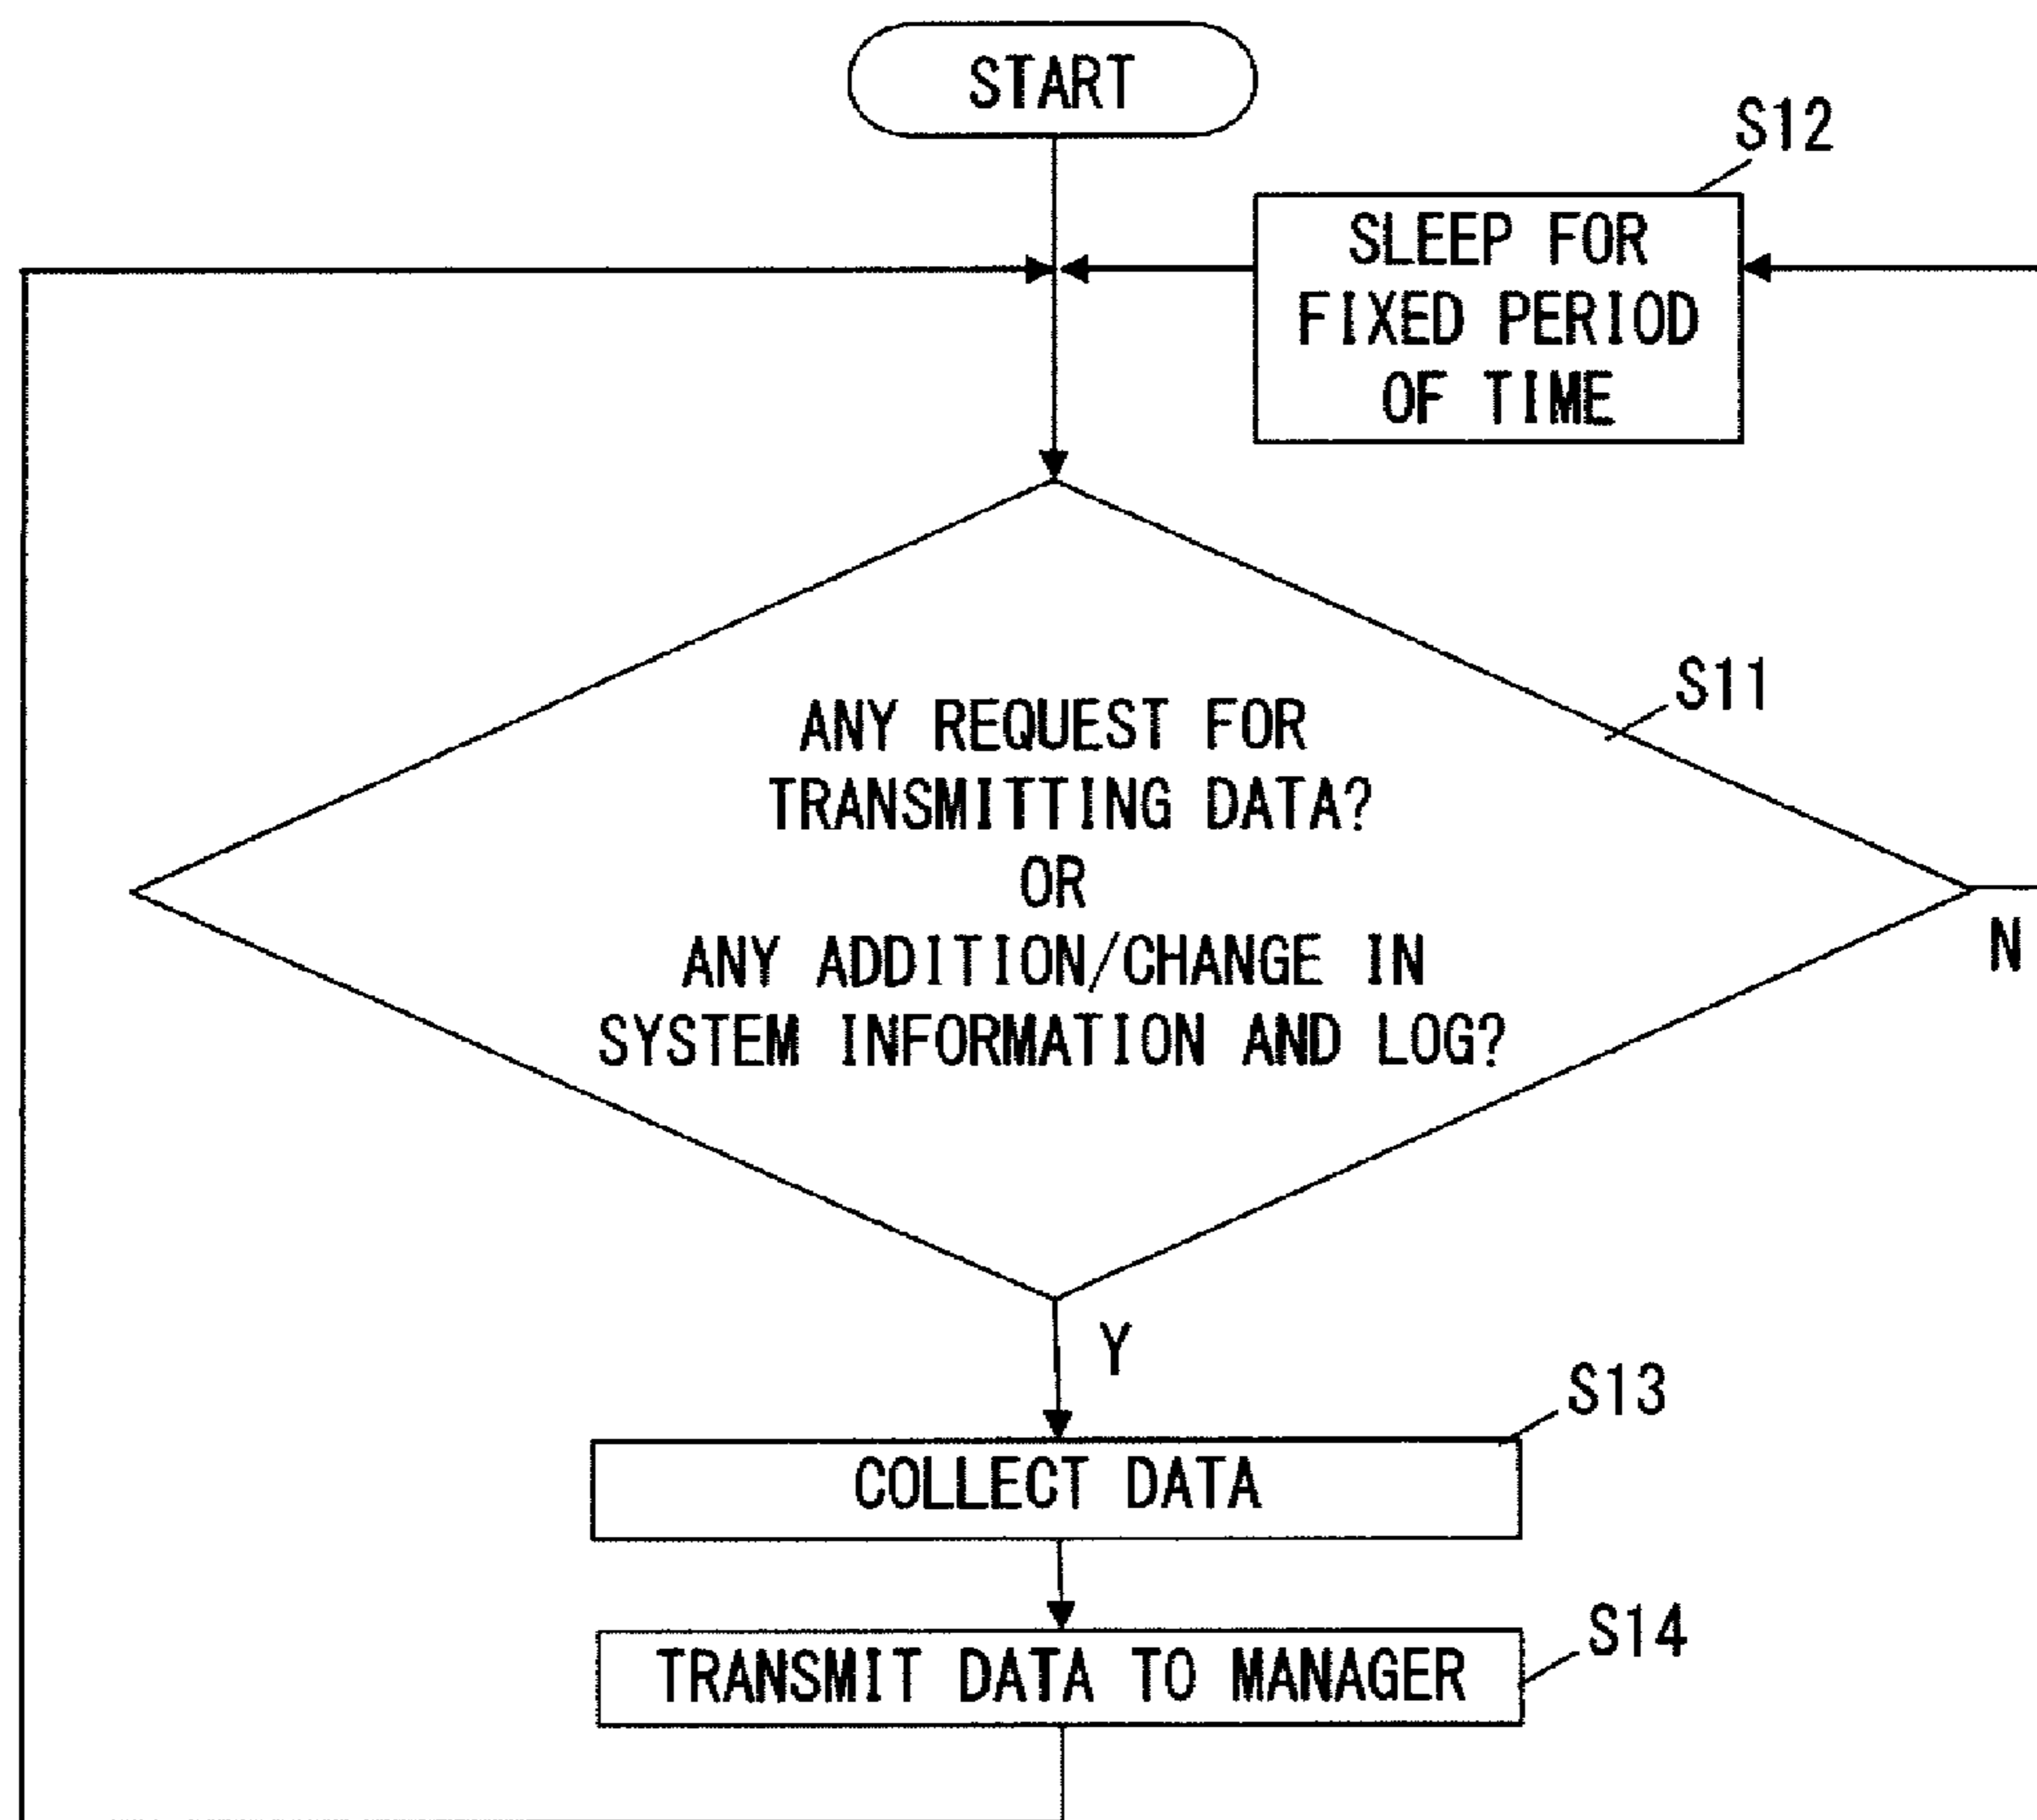 START
S12
SLEEP FOR
FIXED PERIOD
OF TIME
S11
ANY REQUEST FOR
TRANSMITTING DATA?
OR
ANY ADDITION/CHANGE IN
SYSTEM INFORMATION AND LOG?
N
Y
S13
COLLECT DATA
S14
TRANSMIT DATA TO MANAGER